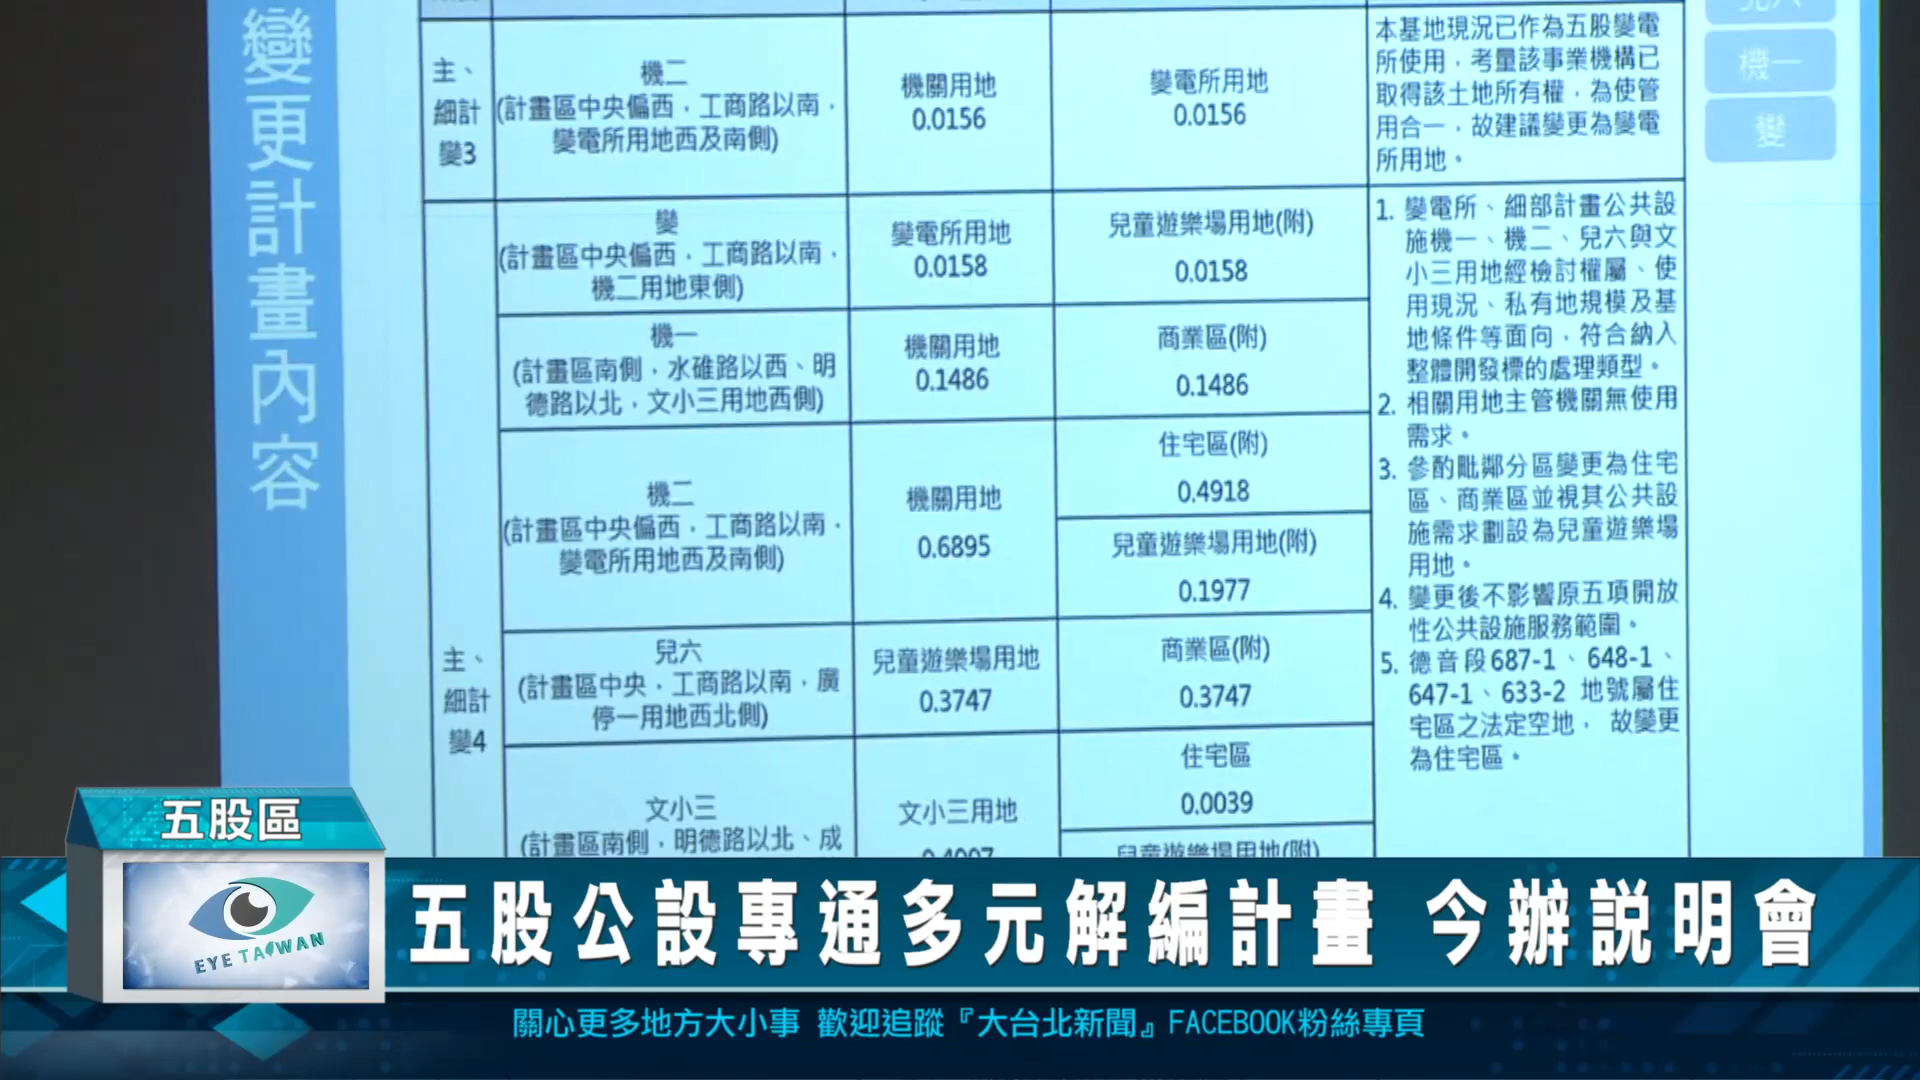 變更計畫內容
主、
細計
變3
機二
(計畫區中央偏西，工商路以南，
變電所用地西及南側)
機關用地
0.0156
變電所用地
0.0156
本基地現況已作為五股變電
所使用，考量該事業機構已
取得該土地所有權，為使管
用合一，故建議變更為變電
所用地。
主、
細計
變4
變
(計畫區中央偏西，工商路以南，
機二用地東側)
變電所用地
0.0158
兒童遊樂場用地(附)
0.0158
機一
(計畫區南側，水碓路以西、明
德路以北，文小三用地西側)
機關用地
0.1486
商業區(附)
0.1486
機二
(計畫區中央偏西，工商路以南，
變電所用地西及南側)
機關用地
0.6895
住宅區(附)
0.4918
兒童遊樂場用地(附)
0.1977
兒六
(計畫區中央，工商路以南，廣
停一用地西北側)
兒童遊樂場用地
0.3747
商業區(附)
0.3747
文小三
(計畫區南側，明德路以北、成
文小三用地
住宅區
0.0039
兒童遊樂場用地(附)
1. 變電所、細部計畫公共設
施機一、機二、兒六與文
小三用地經檢討權屬、使
用現況、私有地規模及基
地條件等面向，符合納入
整體開發標的處理類型。
2. 相關用地主管機關無使用
需求。
3. 參酌毗鄰分區變更為住宅
區、商業區並視其公共設
施需求劃設為兒童遊樂場
用地。
4. 變更後不影響原五項開放
性公共設施服務範圍。
5. 德音段687-1、648-1、
647-1、633-2 地號屬住
宅區之法定空地， 故變更
為住宅區。
機一
變
五股區
EYE TAIWAN
五股公設專通多元解編計畫 今辦説明會
關心更多地方大小事 歡迎追蹤『大台北新聞』FACEBOOK粉絲專頁